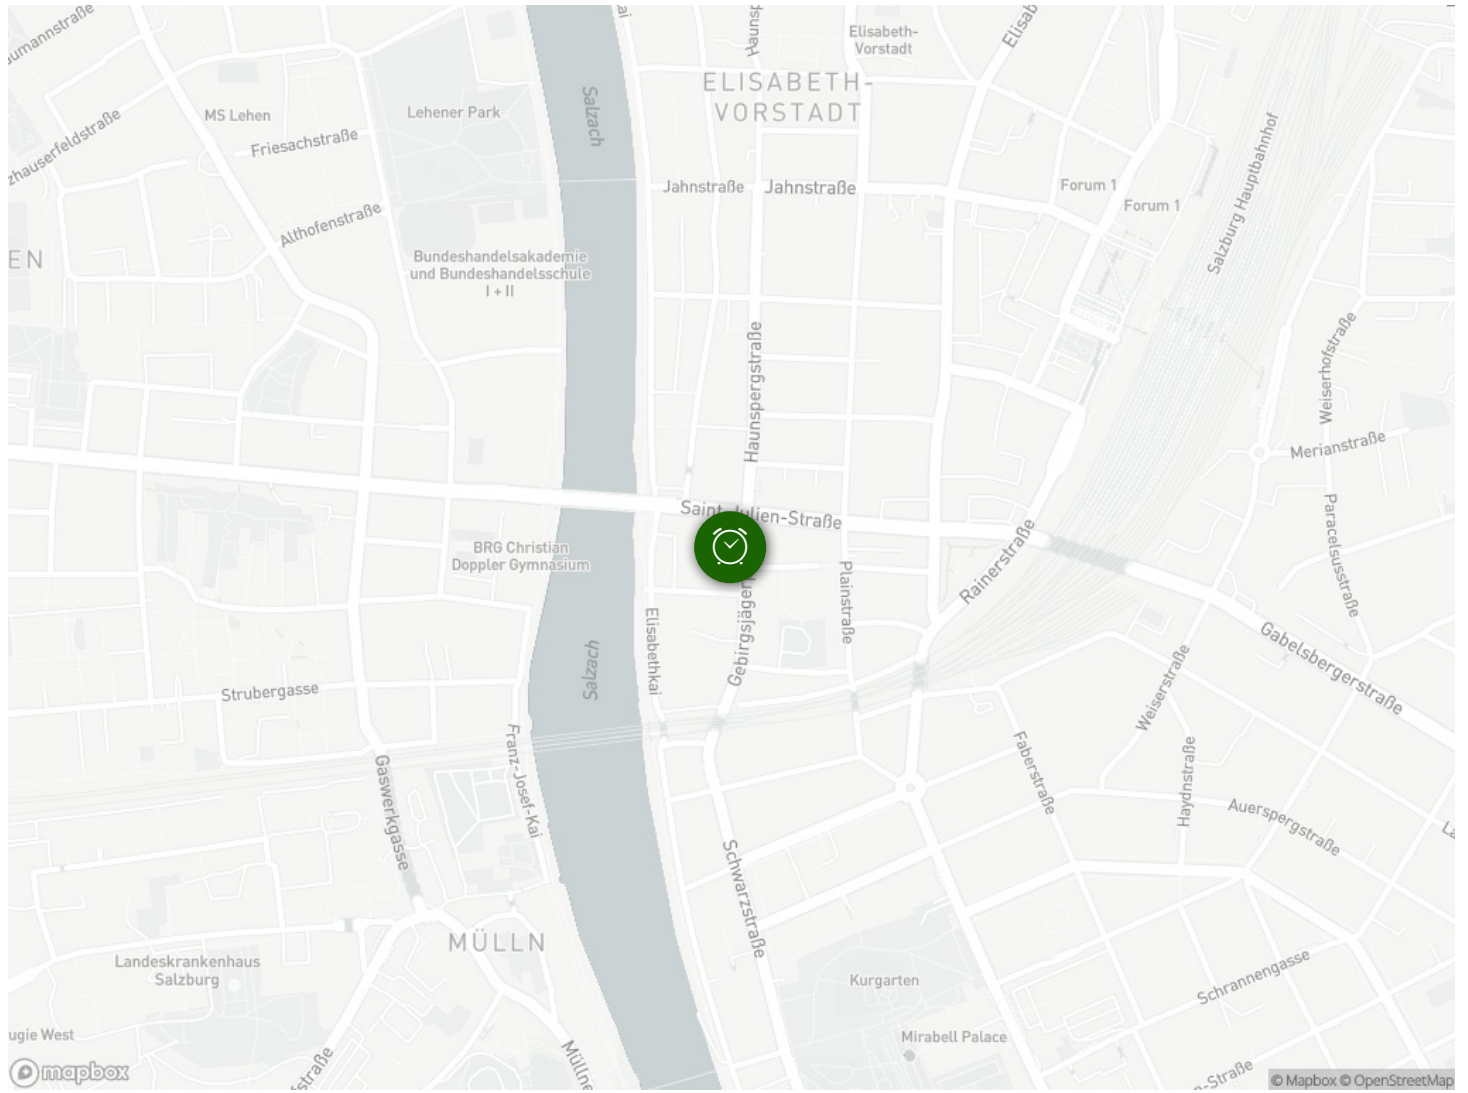 Elisabeth-
Vorstadt
ELISABETH-
VORSTADT
MS Lehen
Lehener Park
Salzach
Friesachstraße
Jahnstraße
Jahnstraße
Forum 1
Forum 1
Salzburg Hauptbahnhof
Althofenstraße
EN
Bundeshandelsakademie
und Bundeshandelsschule
I + II
Haunspergstraße
Weiserhofstraße
Merianstraße
Saint-Julien-Straße
Paracelsusstraße
BRG Christian
Doppler Gymnasium
Rainerstraße
Plainstraße
Elisabethkai
Salzach
Gabelsbergerstraße
Weiserstraße
Strubergasse
Franz-Josef-Kai
Gaswerkgasse
Faberstraße
Haydnstraße
Auerspergstraße
Schwarzstraße
MÜLLN
Landeskrankenhaus
Salzburg
Kurgarten
Schrannengasse
Mirabell Palace
ugie West
mapbox
© Mapbox © OpenStreetMap